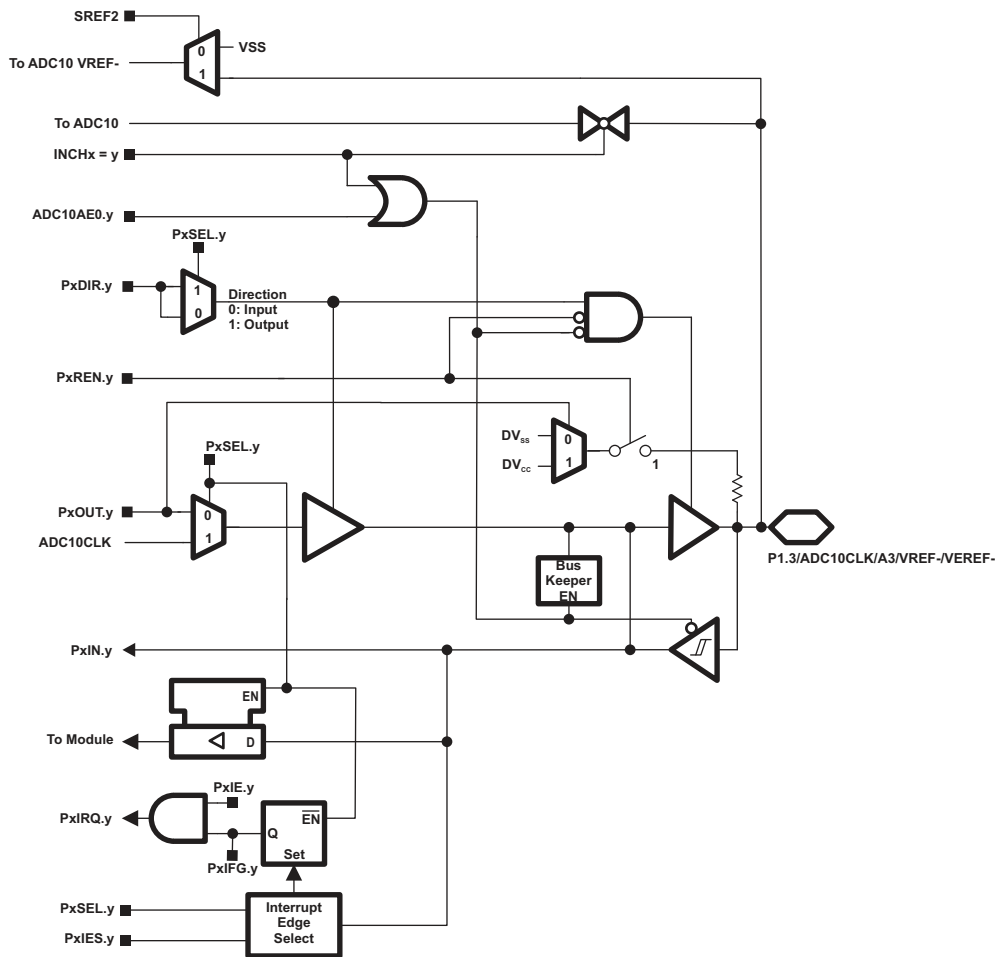 SREF2
VSS
0
To ADC10 VREF-
1
To ADC10
INCHx = y
ADC10AE0.y
PxSEL.y
PxDIR.y
1
0
Direction
0: Input
1: Output
PxREN.y
DVSS
0
DVCC
1
1
PxSEL.y
PxOUT.y
0
ADC10CLK
1
P1.3/ADC10CLK/A3/VREF-/VEREF-
Bus
Keeper
EN
PxIN.y
EN
To Module
D
PxIE.y
PxIRQ.y
EN
Q
Set
PxIFG.y
PxSEL.y
PxIES.y
Interrupt
Edge
Select